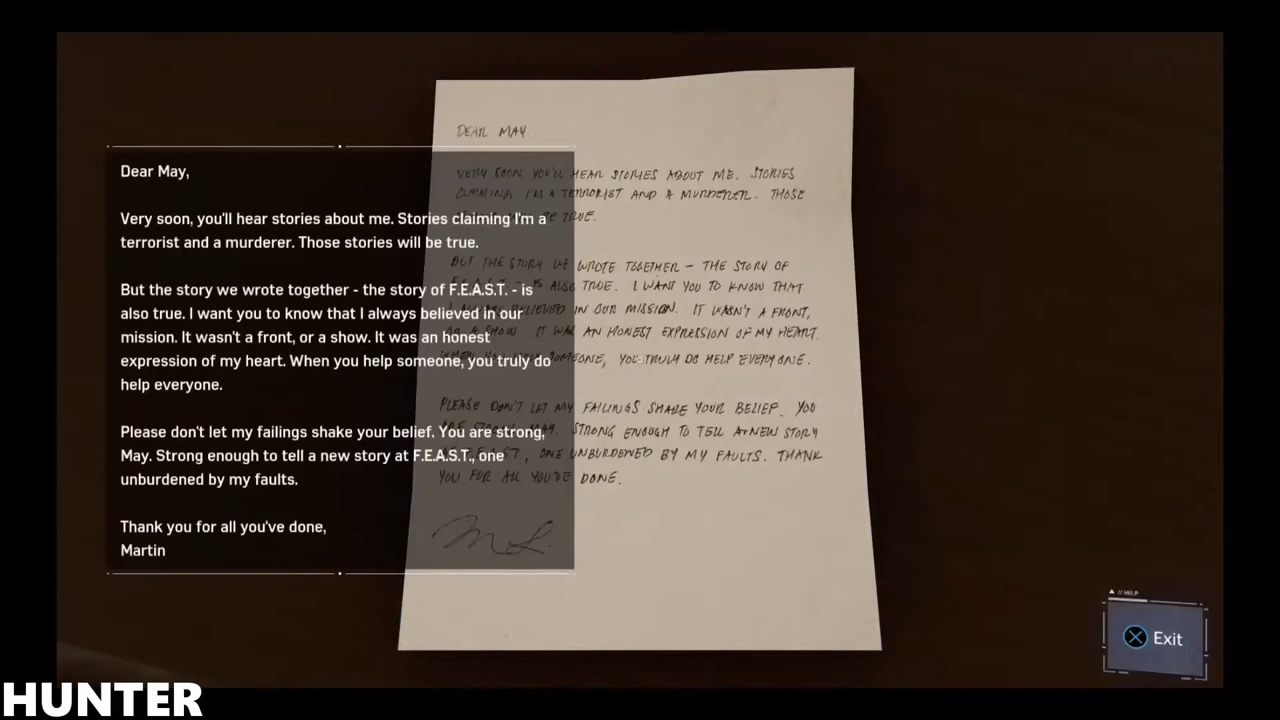 Dear May,
Very soon, you'll hear stories about me. Stories claiming I'm a
terrorist and a murderer. Those stories will be true.
But the story we wrote together - the story of F.E.A.S.T. - is
also true. I want you to know that I always believed in our
mission. It wasn't a front, or a show. It was an honest
expression of my heart. When you help someone, you truly do
help everyone.
Please don't let my failings shake your belief. You are strong,
May. Strong enough to tell a new story at F.E.A.S.T., one
unburdened by my faults.
Thank you for all you've done,
Martin
DEAR MAY.
VERY SOON, YOU'LL HEAR STORIES ABOUT ME. STORIES
CLAIMING I'M A TERRORIST AND A MURDERER. THOSE
BE TRUE.
BUT THE STORY WE WROTE TOGETHER - THE STORY OF
IS ALSO TRUE. I WANT YOU TO KNOW THAT
BELIEVED IN OUR MISSION. IT WASN'T A FRONT,
OR A SHOW. IT WAS AN HONEST EXPRESSION OF MY HEART.
SOMEONE, YOU TRULY DO HELP EVERYONE.
PLEASE DON'T LET MY FAILINGS SHAKE YOUR BELIEF. YOU
STRONG ENOUGH TO TELL A NEW STORY
ONE UNBURDENED BY MY FAULTS. THANK
YOU FOR ALL YOU'VE DONE.
// HELP
Exit
HUNTER